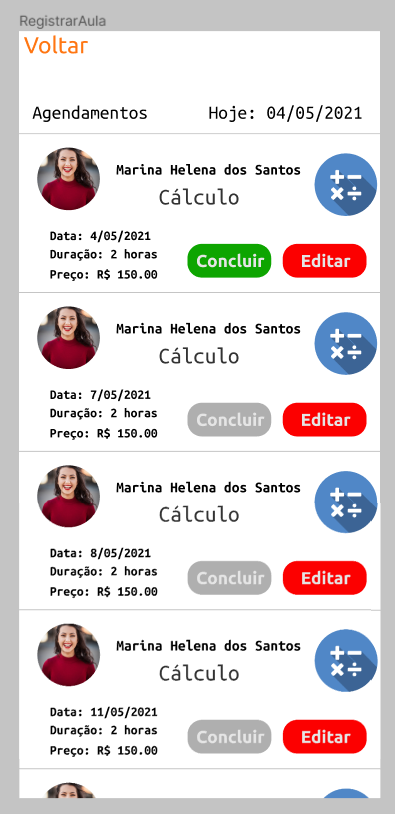 RegistrarAula
Voltar
Agendamentos Hoje: 04/05/2021
Marina Helena dos Santos
Cálculo
Data: 4/05/2021
Duração: 2 horas
Preço: R$ 150.00
Concluir Editar
Marina Helena dos Santos
Cálculo
Data: 7/05/2021
Duração: 2 horas
Preço: R$ 150.00
Concluir Editar
Marina Helena dos Santos
Cálculo
Data: 8/05/2021
Duração: 2 horas
Preço: R$ 150.00
Concluir Editar
Marina Helena dos Santos
Cálculo
Data: 11/05/2021
Duração: 2 horas
Preço: R$ 150.00
Concluir Editar